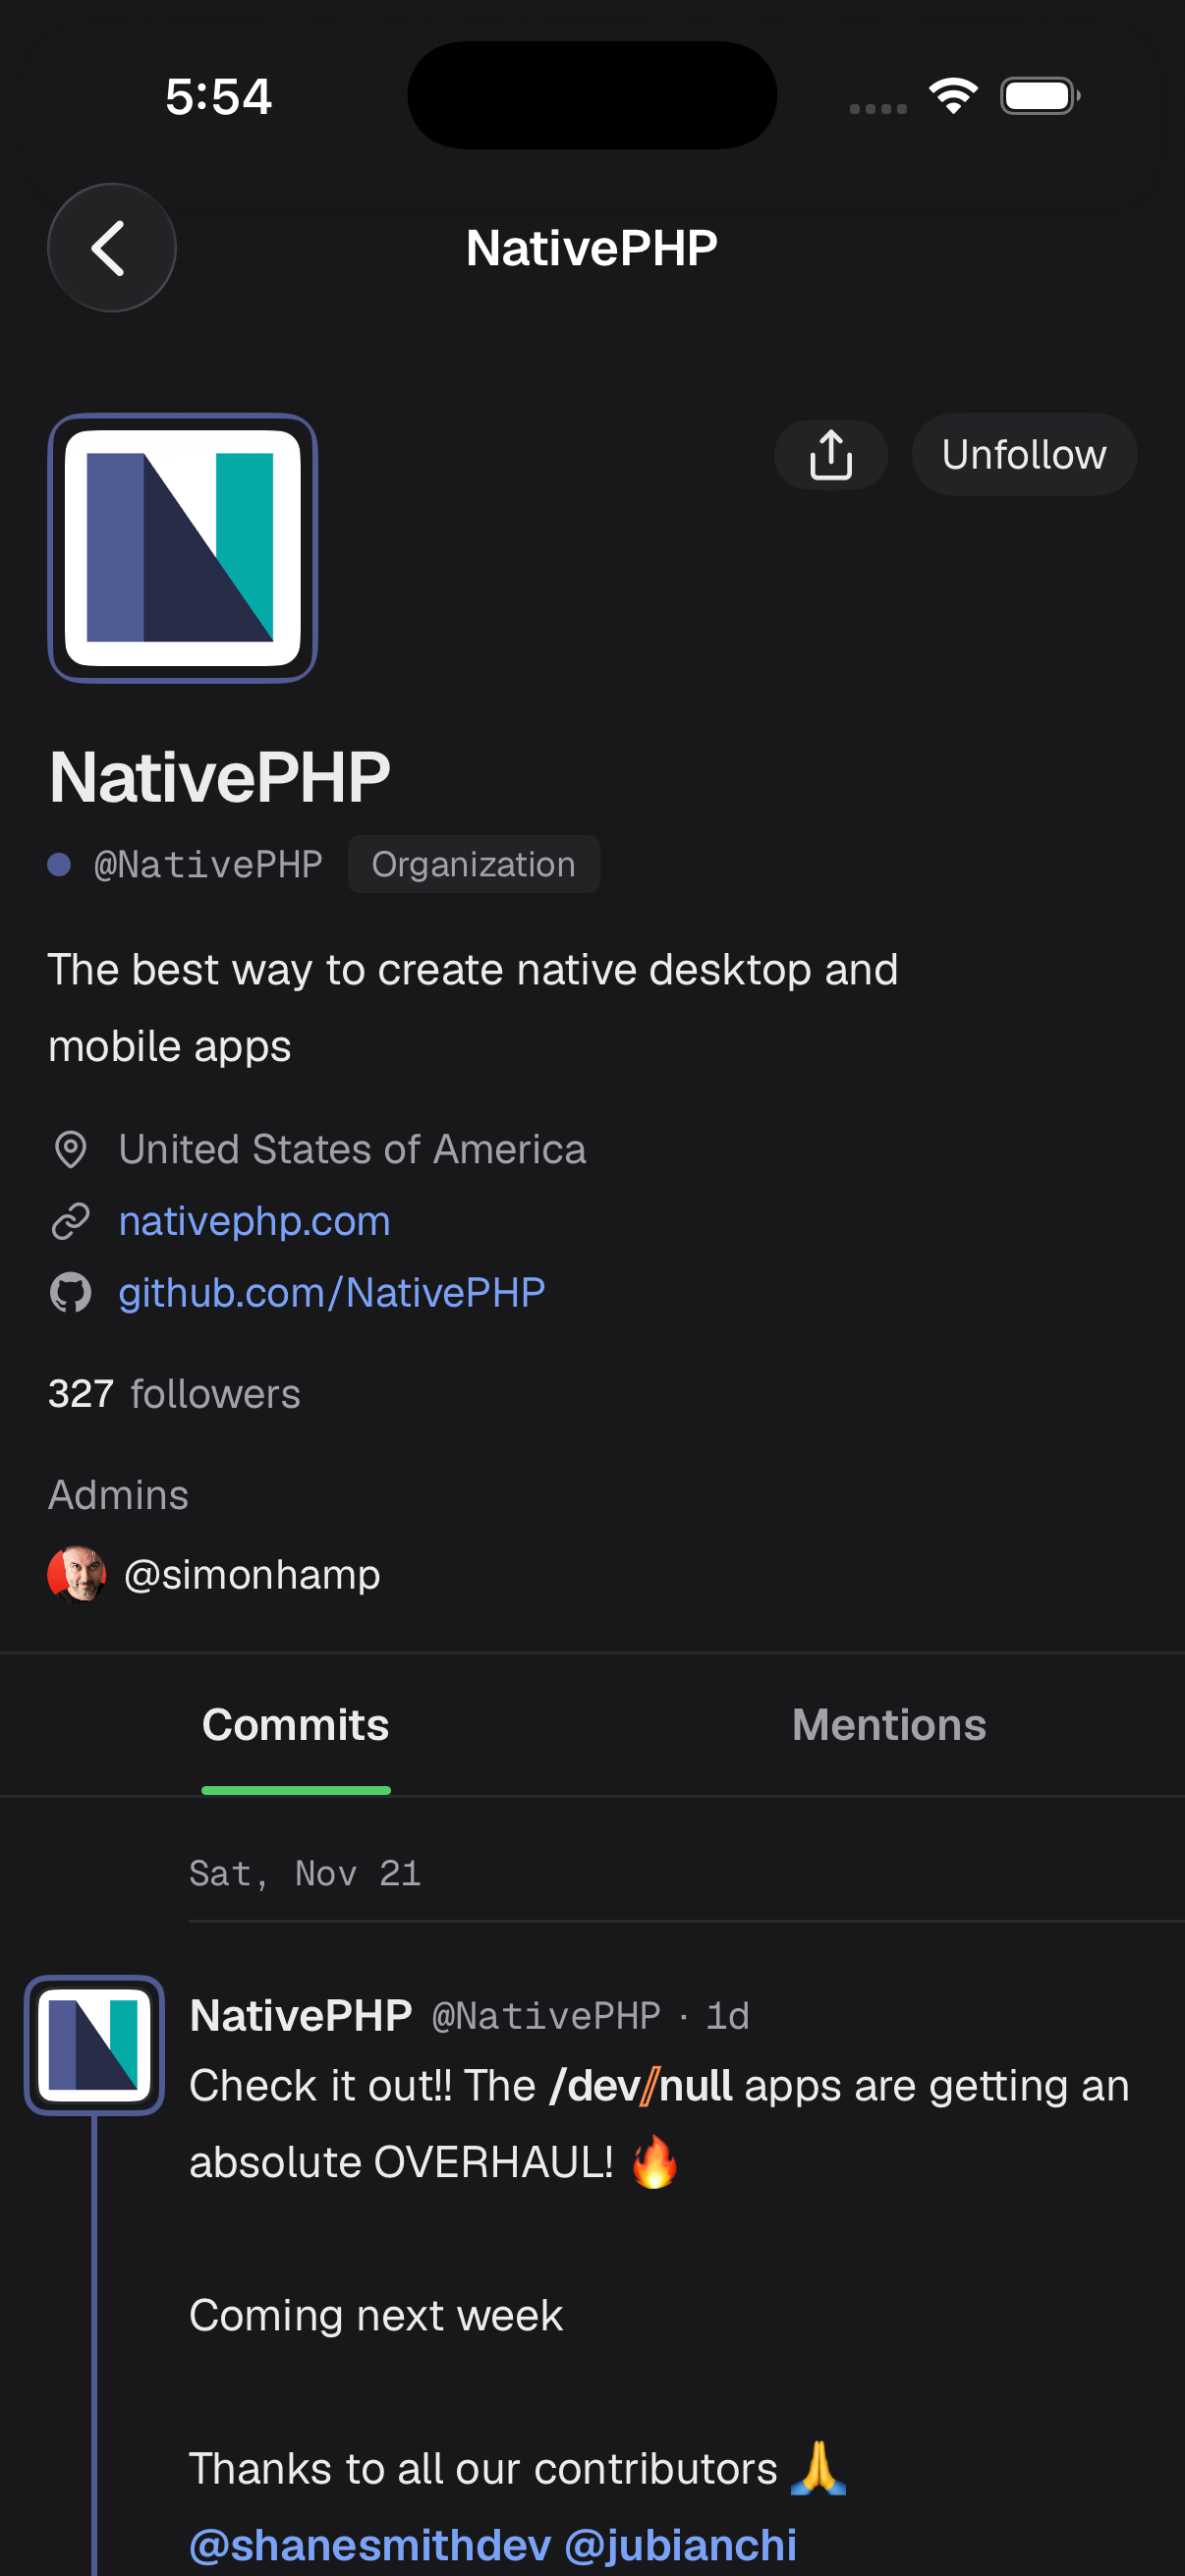 5:54
NativePHP
Unfollow
NativePHP
@NativePHP Organization
The best way to create native desktop and
mobile apps
United States of America
nativephp.com
github.com/NativePHP
327 followers
Admins
@simonhamp
Commits Mentions
Sat, Nov 21
NativePHP @NativePHP · 1d
Check it out!! The /dev//null apps are getting an
absolute OVERHAUL! 🔥
Coming next week
Thanks to all our contributors 🙏
@shanesmithdev @jubianchi